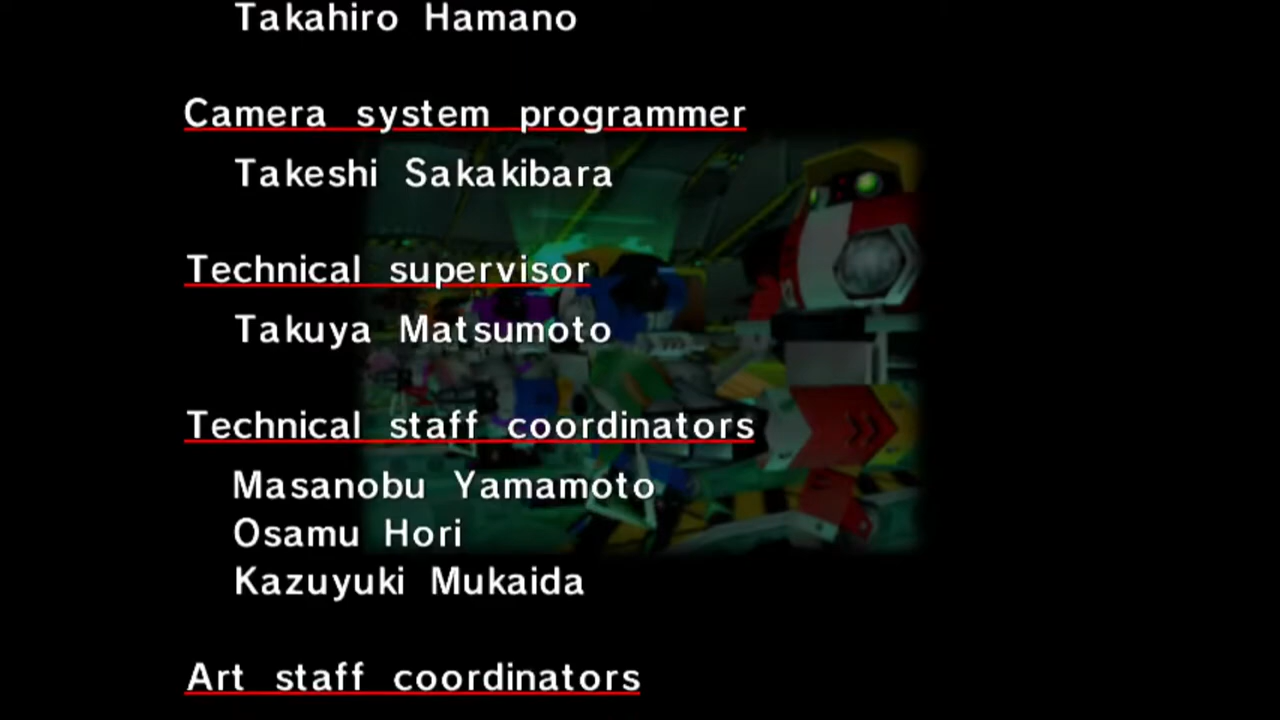 Takahiro Hamano
Camera system programmer
Takeshi Sakakibara
Technical supervisor
Takuya Matsumoto
Technical staff coordinators
Masanobu Yamamoto
Osamu Hori
Kazuyuki Mukaida
Art staff coordinators